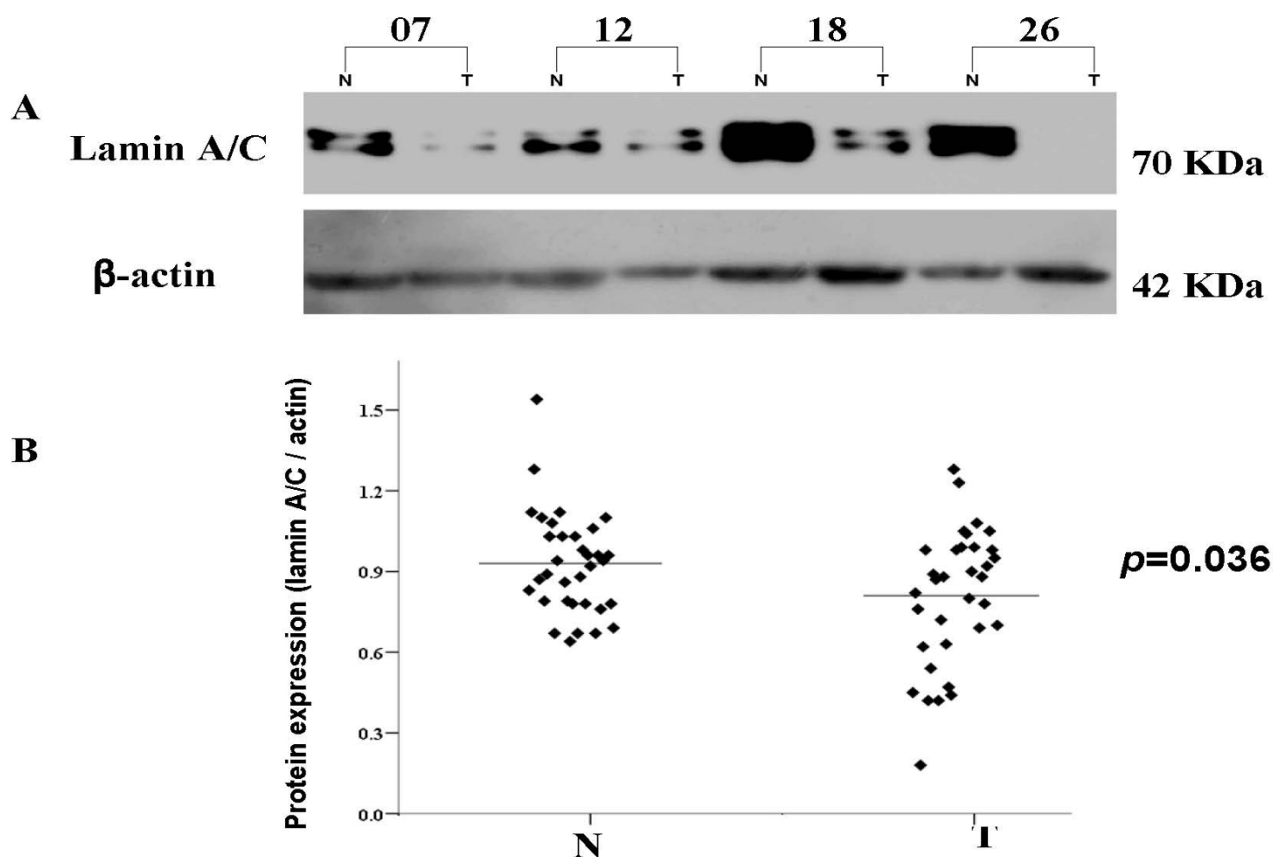 07 12 18 26
N T N T N T N T
A
Lamin A/C
70 KDa
β-actin
42 KDa
B
Protein expression (lamin A/C / actin)
1.5
1.2
0.9
0.6
0.3
0.0
p=0.036
N T